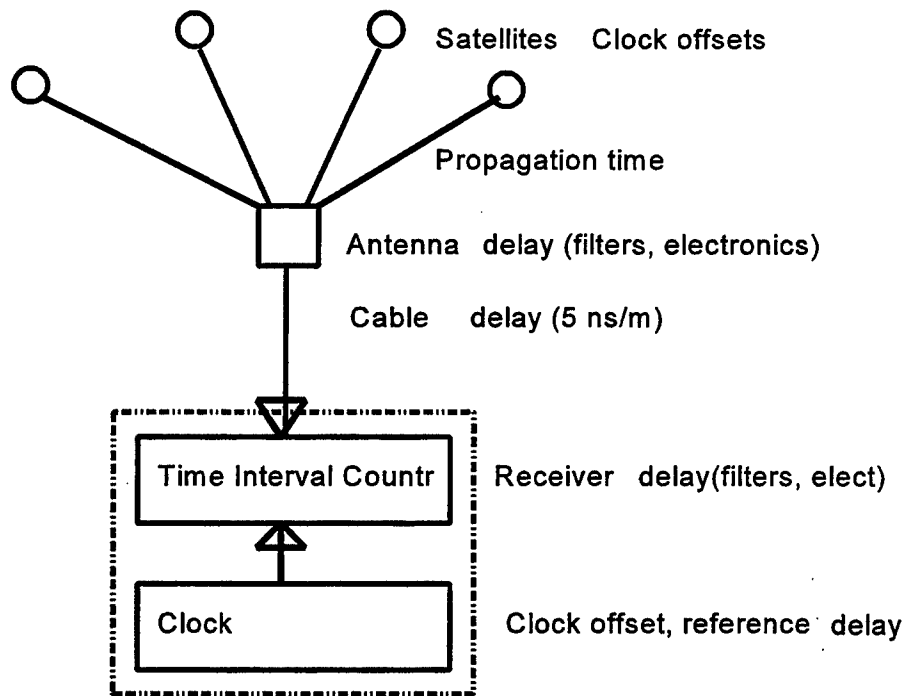 Satellites Clock offsets
Propagation time
Antenna delay (filters, electronics)
Cable delay (5 ns/m)
Time Interval Countr
Receiver delay(filters, elect)
Clock
Clock offset, reference delay